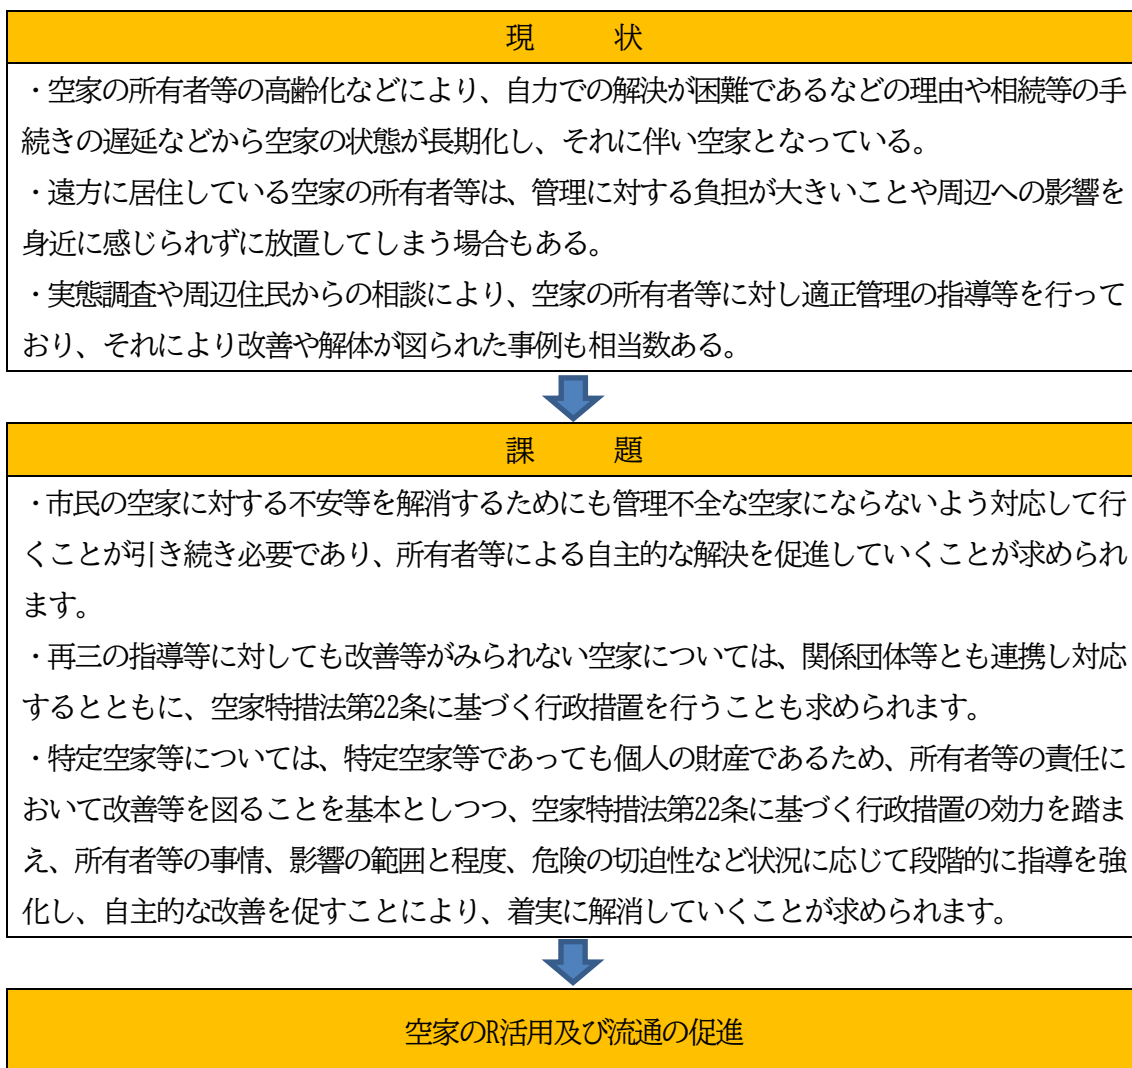 現　　状
・空家の所有者等の高齢化などにより、自力での解決が困難であるなどの理由や相続等の手
続きの遅延などから空家の状態が長期化し、それに伴い空家となっている。
・遠方に居住している空家の所有者等は、管理に対する負担が大きいことや周辺への影響を
身近に感じられずに放置してしまう場合もある。
・実態調査や周辺住民からの相談により、空家の所有者等に対し適正管理の指導等を行って
おり、それにより改善や解体が図られた事例も相当数ある。
課　　題
・市民の空家に対する不安等を解消するためにも管理不全な空家にならないよう対応して行
くことが引き続き必要であり、所有者等による自主的な解決を促進していくことが求められ
ます。
・再三の指導等に対しても改善等がみられない空家については、関係団体等とも連携し対応
するとともに、空家特措法第22条に基づく行政措置を行うことも求められます。
・特定空家等については、特定空家等であっても個人の財産であるため、所有者等の責任に
おいて改善等を図ることを基本としつつ、空家特措法第22条に基づく行政措置の効力を踏ま
え、所有者等の事情、影響の範囲と程度、危険の切迫性など状況に応じて段階的に指導を強
化し、自主的な改善を促すことにより、着実に解消していくことが求められます。
空家のR活用及び流通の促進